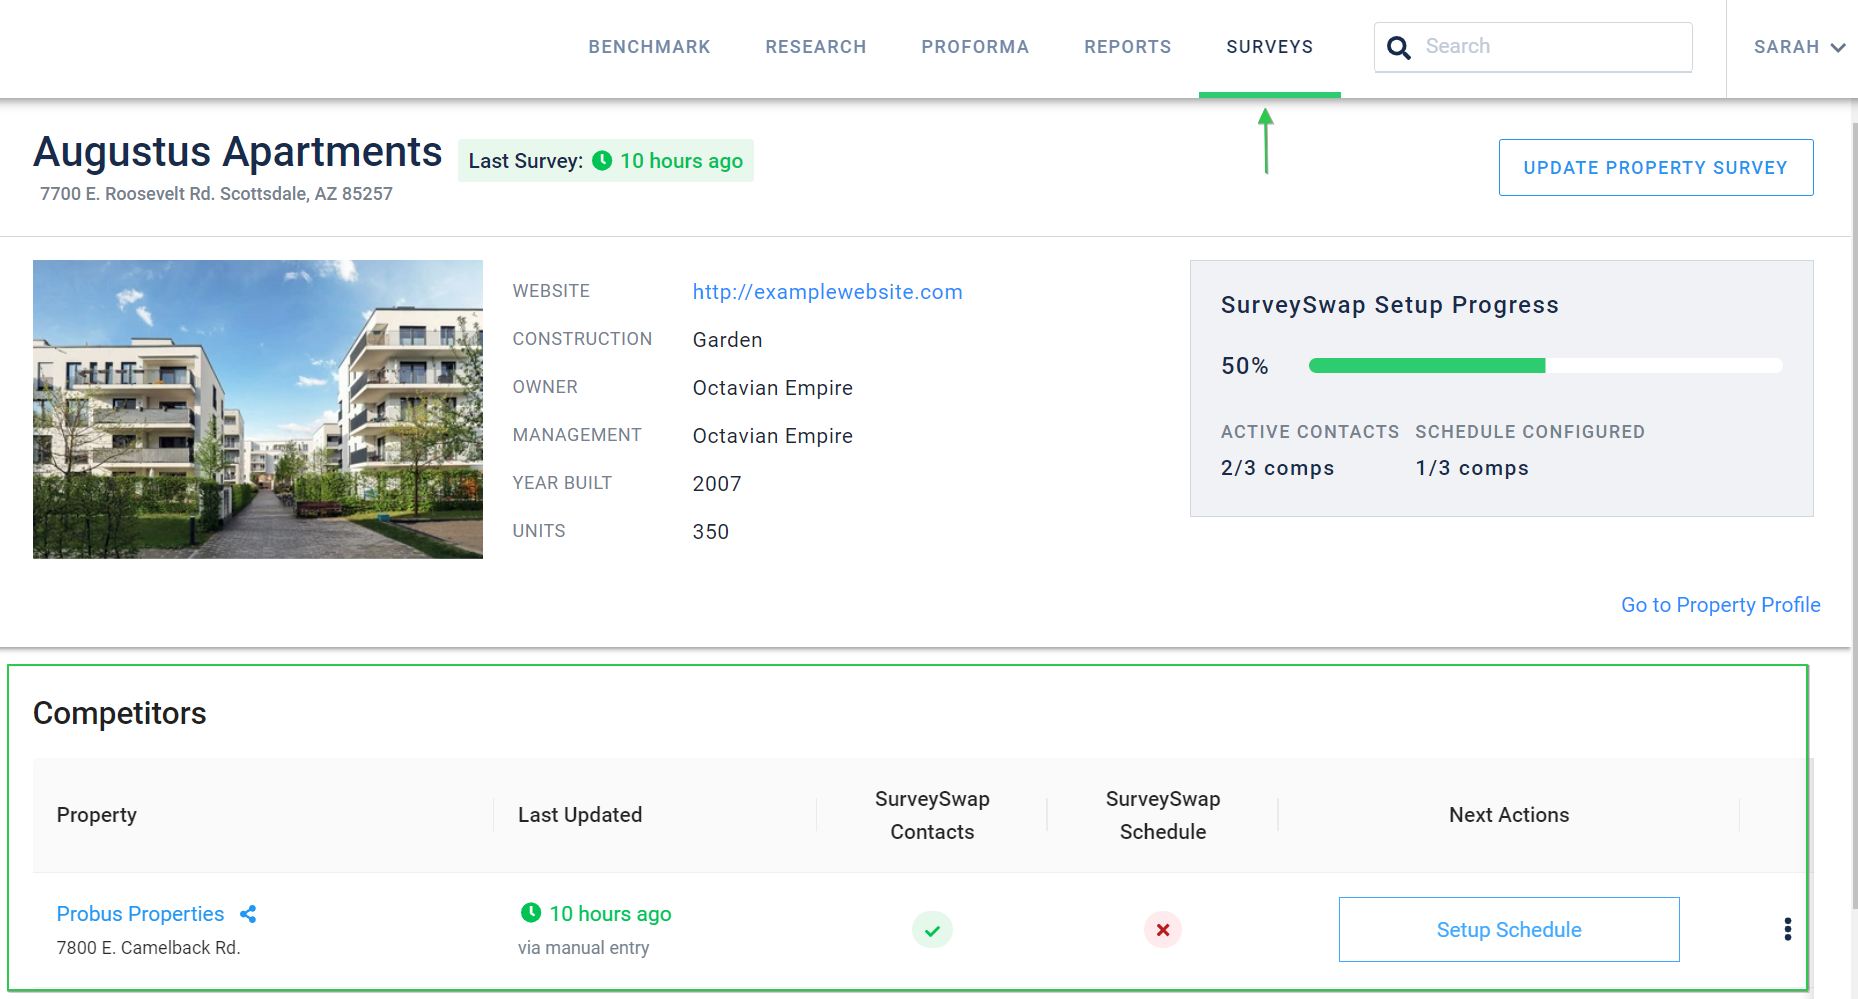 BENCHMARK RESEARCH PROFORMA REPORTS SURVEYS Search SARAH
Augustus Apartments Last Survey: 10 hours ago
7700 E. Roosevelt Rd. Scottsdale, AZ 85257
UPDATE PROPERTY SURVEY
WEBSITE http://examplewebsite.com
CONSTRUCTION Garden
OWNER Octavian Empire
MANAGEMENT Octavian Empire
YEAR BUILT 2007
UNITS 350
SurveySwap Setup Progress
50%
ACTIVE CONTACTS SCHEDULE CONFIGURED
2/3 comps 1/3 comps
Go to Property Profile
Competitors
Property Last Updated SurveySwap Contacts SurveySwap Schedule Next Actions
Probus Properties 10 hours ago Setup Schedule
7800 E. Camelback Rd. via manual entry